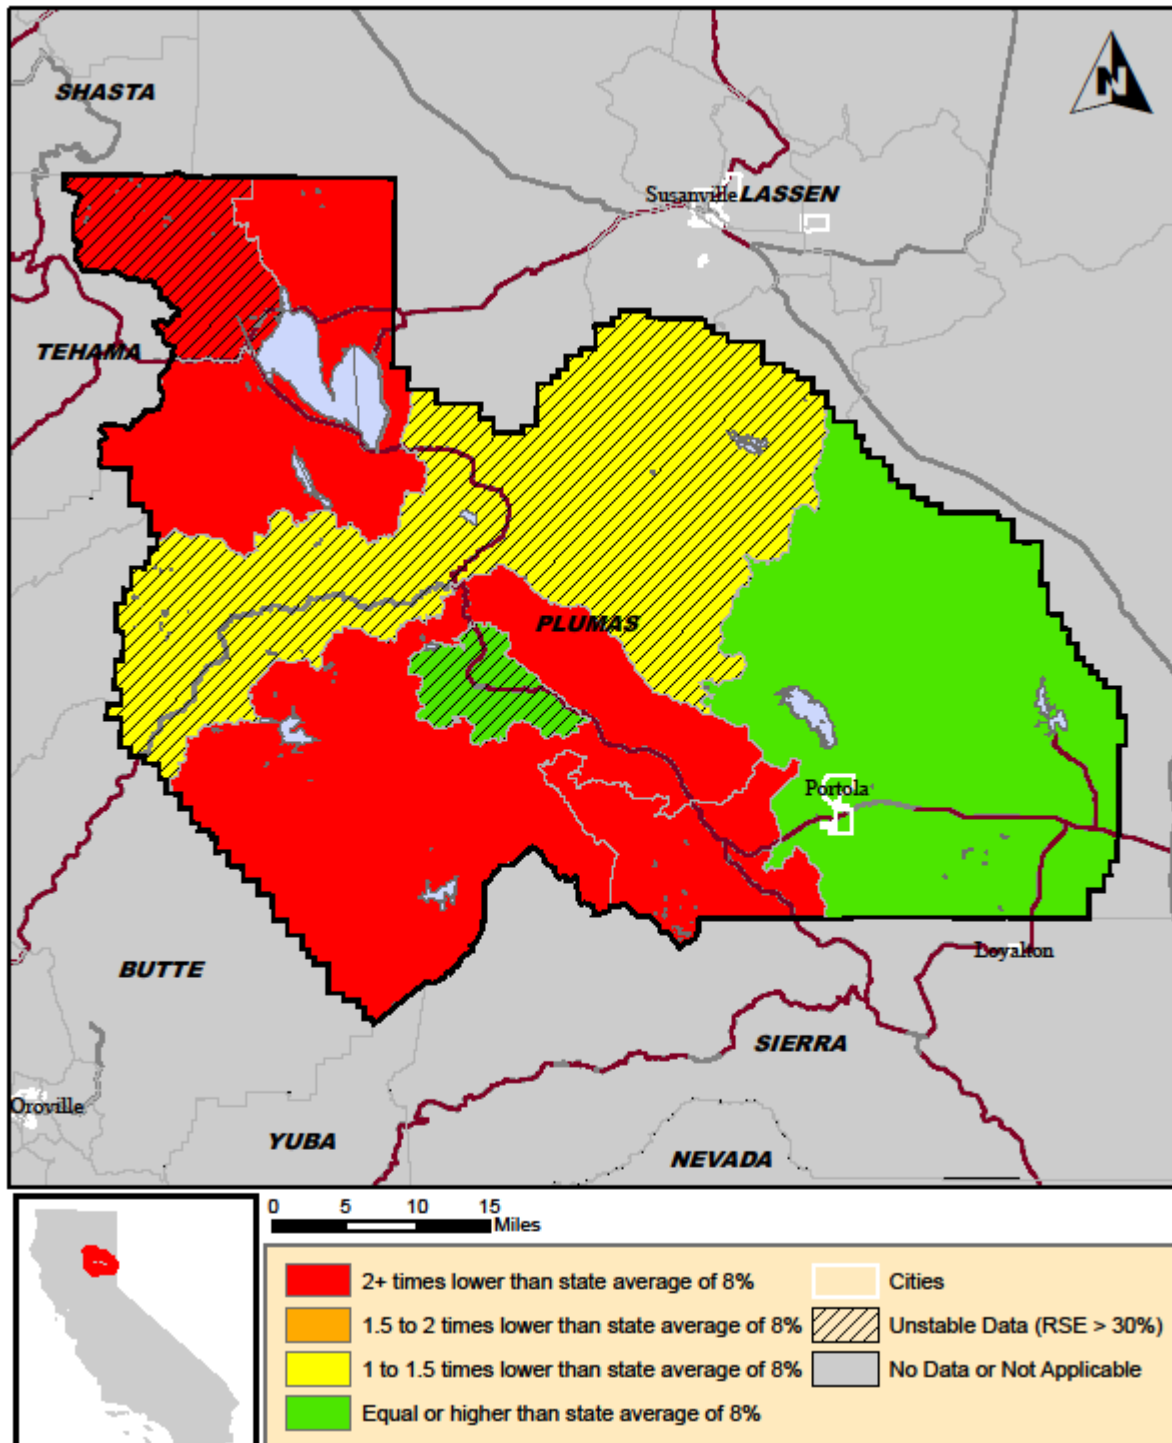 N
SHASTA
Susanville
LASSEN
TEHAMA
PLUMAS
Portola
Loyalton
BUTTE
SIERRA
Oroville
YUBA
NEVADA
0 5 10 15
Miles
2+ times lower than state average of 8%
1.5 to 2 times lower than state average of 8%
1 to 1.5 times lower than state average of 8%
Equal or higher than state average of 8%
Cities
Unstable Data (RSE > 30%)
No Data or Not Applicable